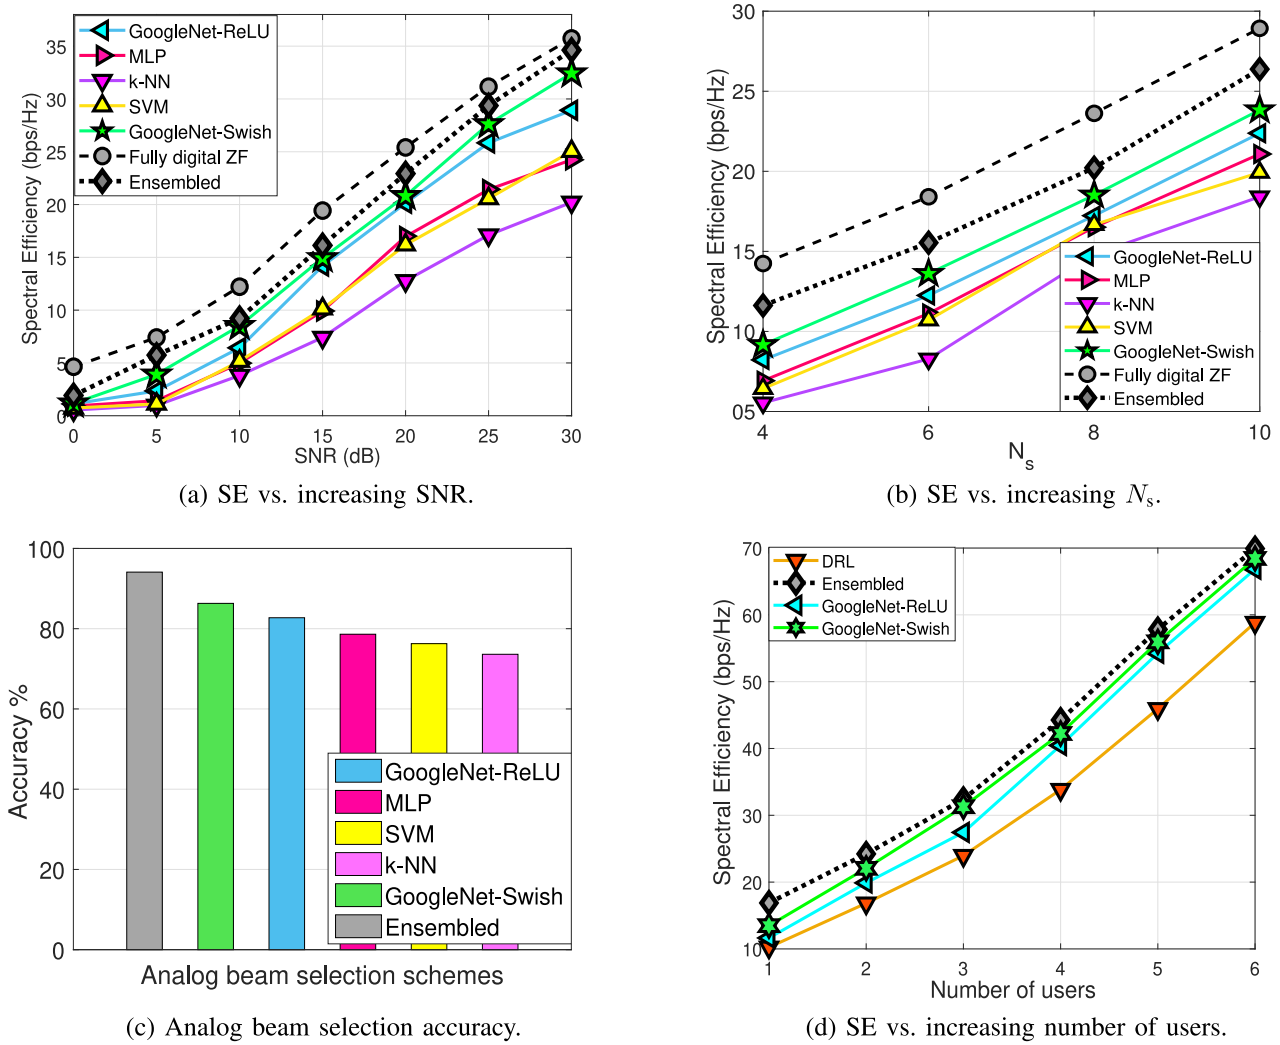 GoogleNet-ReLU
MLP
k-NN
SVM
GoogleNet-Swish
Fully digital ZF
Ensembled
Spectral Efficiency (bps/Hz)
35
30
25
20
15
10
5
0
0 5 10 15 20 25 30
SNR (dB)
(a) SE vs. increasing SNR.
Spectral Efficiency (bps/Hz)
30
25
20
15
10
05
GoogleNet-ReLU
MLP
k-NN
SVM
GoogleNet-Swish
Fully digital ZF
Ensembled
4 6 8 10
Ns
(b) SE vs. increasing Ns.
Accuracy %
100
80
60
40
20
0
GoogleNet-ReLU
MLP
SVM
k-NN
GoogleNet-Swish
Ensembled
Analog beam selection schemes
(c) Analog beam selection accuracy.
DRL
Ensembled
GoogleNet-ReLU
GoogleNet-Swish
Spectral Efficiency (bps/Hz)
70
60
50
40
30
20
10
1 2 3 4 5 6
Number of users
(d) SE vs. increasing number of users.